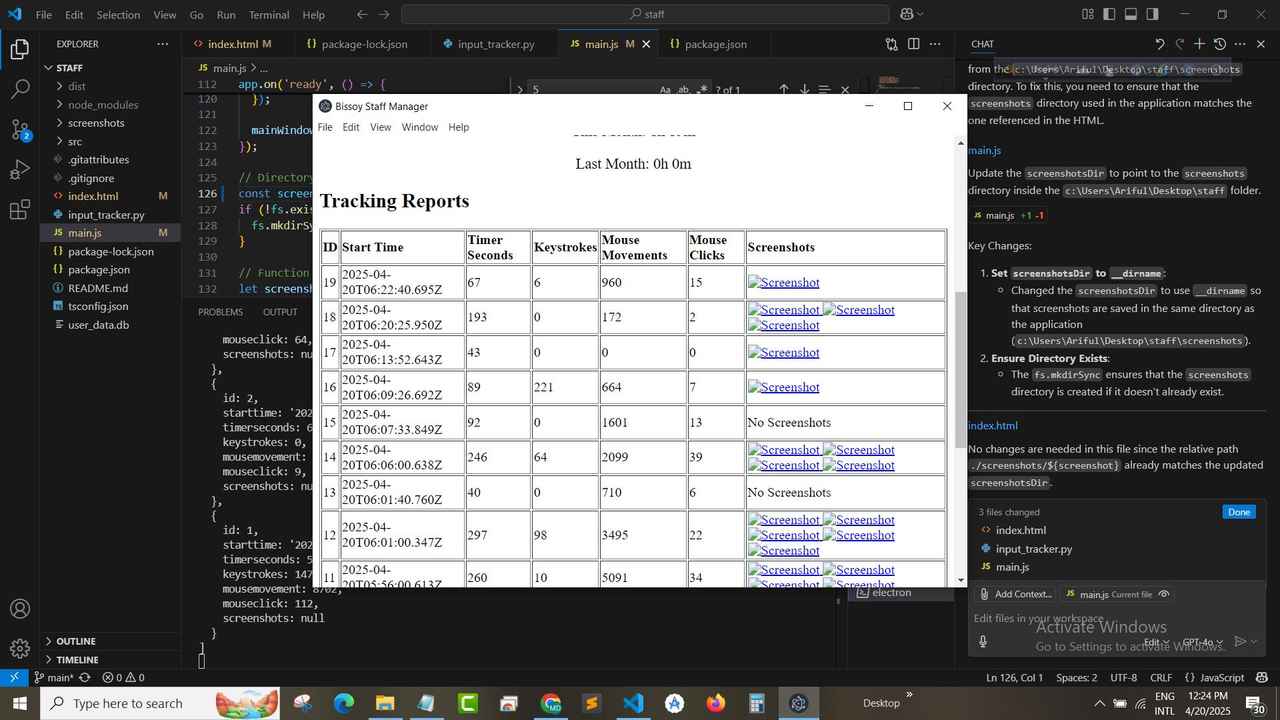 File Edit Selection View Go Run Terminal Help
staff
EXPLORER
STAFF
dist
node_modules
screenshots
src
.gitattributes
.gitignore
index.html M
input_tracker.py
main.js M
package-lock.json
package.json
README.md
tsconfig.json
user_data.db
OUTLINE
TIMELINE
index.html M
package-lock.json
input_tracker.py
main.js M
package.json
main.js > ...
5
Aa ab
? of 1
112 app.on('ready', () => {
120 });
121
122 mainWindow
123 });
124
125 // Directory
126 const screen
127 if (!fs.exis
128 fs.mkdirSy
129 }
130
131 // Function
132 let screensh
PROBLEMS OUTPUT
mouseclick: 64,
screenshots: null
},
{
id: 2,
starttime: '202
timerseconds: 6
keystrokes: 0,
mousemovement:
mouseclick: 9,
screenshots: nu
},
{
id: 1,
starttime: '202
timerseconds: 5
keystrokes: 147
mousemovement: 8702,
mouseclick: 112,
screenshots: null
}
]
electron
Bissoy Staff Manager
File Edit View Window Help
Last Month: 0h 0m
Tracking Reports
ID Start Time Timer Seconds Keystrokes Mouse Movements Mouse Clicks Screenshots
19 2025-04-20T06:22:40.695Z 67 6 960 15 Screenshot
18 2025-04-20T06:20:25.950Z 193 0 172 2 Screenshot Screenshot Screenshot
17 2025-04-20T06:13:52.643Z 43 0 0 0 Screenshot
16 2025-04-20T06:09:26.692Z 89 221 664 7 Screenshot
15 2025-04-20T06:07:33.849Z 92 0 1601 13 No Screenshots
14 2025-04-20T06:06:00.638Z 246 64 2099 39 Screenshot Screenshot Screenshot Screenshot
13 2025-04-20T06:01:40.760Z 40 0 710 6 No Screenshots
12 2025-04-20T06:01:00.347Z 297 98 3495 22 Screenshot Screenshot Screenshot Screenshot Screenshot
11 2025-04-20T05:56:00.613Z 260 10 5091 34 Screenshot Screenshot Screenshot Screenshot
CHAT
from the c:\Users\Ariful\Desktop\staff\screenshots
directory. To fix this, you need to ensure that the
screenshots directory used in the application matches the
one referenced in the HTML.
main.js
Update the screenshotsDir to point to the screenshots
directory inside the c:\Users\Ariful\Desktop\staff folder.
main.js +1 -1
Key Changes:
1. Set screenshotsDir to __dirname:
Changed the screenshotsDir to use __dirname so
that screenshots are saved in the same directory as
the application
(c:\Users\Ariful\Desktop\staff\screenshots).
2. Ensure Directory Exists:
The fs.mkdirSync ensures that the screenshots
directory is created if it doesn't already exist.
index.html
No changes are needed in this file since the relative path
./screenshots/${screenshot} already matches the updated
screenshotsDir.
3 files changed Done
index.html
input_tracker.py
main.js
Add Context... main.js Current file
Edit files in your workspace
Edit GPT-4o
Activate Windows
Go to Settings to activate Windows.
main* 0 0
Ln 126, Col 1 Spaces: 2 UTF-8 CRLF {} JavaScript
Type here to search
Desktop
ENG
INTL
12:24 PM
4/20/2025
30